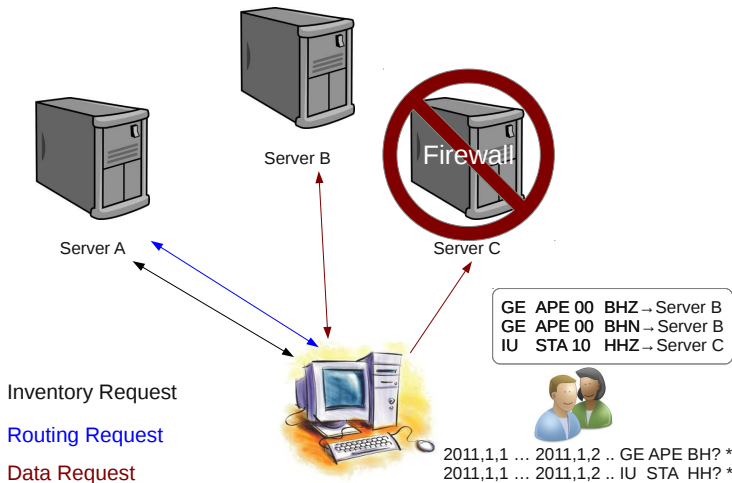 Server B
Firewall
Server A
Server C
GE APE 00 BHZ→Server B
GE APE 00 BHN→Server B
IU STA 10 HHZ→Server C
Inventory Request
Routing Request
Data Request
2011,1,1 … 2011,1,2 .. GE APE BH? *
2011,1,1 … 2011,1,2 .. IU STA HH? *